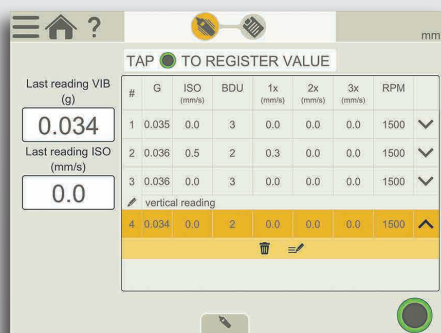 ?
mm
TAP TO REGISTER VALUE
Last reading VIB
(g)
0.034
Last reading ISO
(mm/s)
0.0
# G ISO (mm/s) BDU 1x (mm/s) 2x (mm/s) 3x (mm/s) RPM
1 0.035 0.0 3 0.0 0.0 0.0 1500
2 0.036 0.5 2 0.3 0.0 0.0 1500
3 0.036 0.0 3 0.0 0.0 0.0 1500
vertical reading
4 0.034 0.0 2 0.0 0.0 0.0 1500